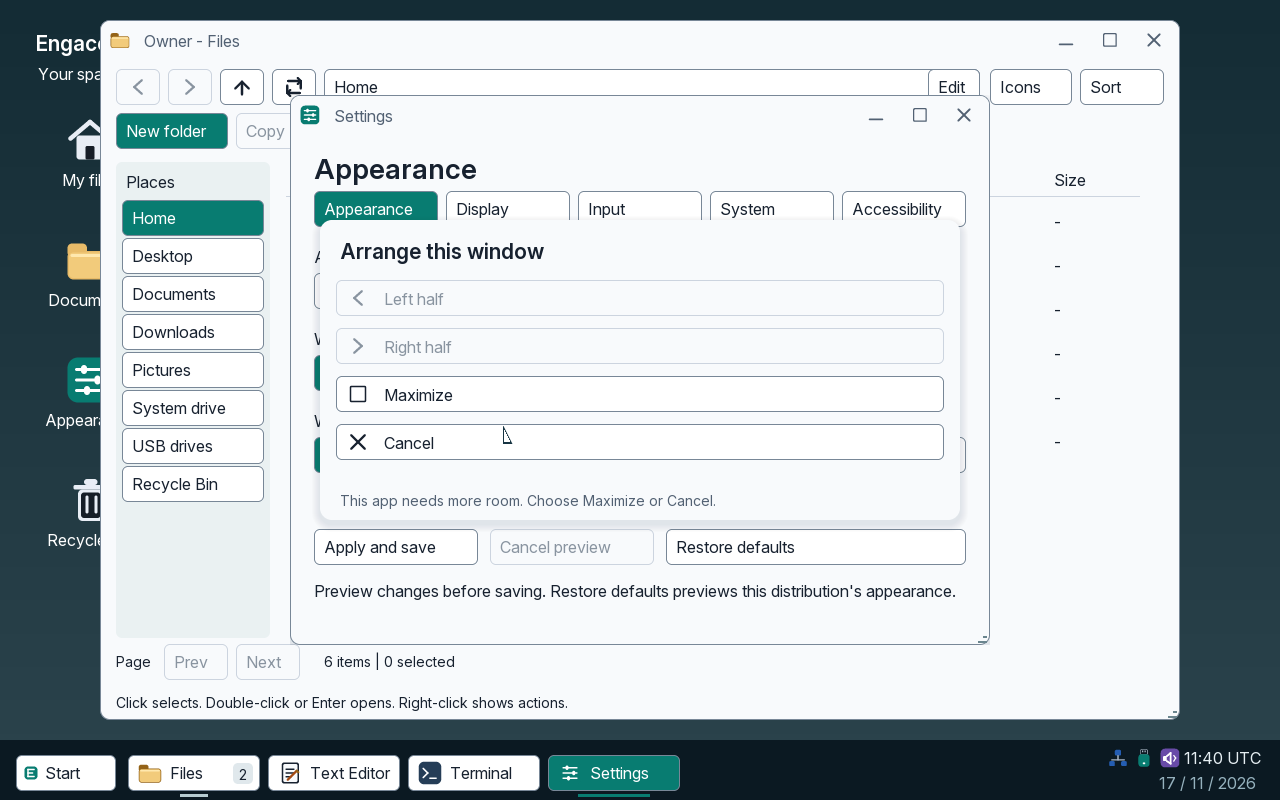 Engac
Your spa
My fil
Docum
Appeara
Recycle
Owner - Files
Home
Edit
Icons
Sort
New folder
Copy
Places
Home
Desktop
Documents
Downloads
Pictures
System drive
USB drives
Recycle Bin
Size
-
-
-
-
-
-
Settings
Appearance
Appearance
Display
Input
System
Accessibility
Arrange this window
Left half
Right half
Maximize
Cancel
This app needs more room. Choose Maximize or Cancel.
Apply and save
Cancel preview
Restore defaults
Preview changes before saving. Restore defaults previews this distribution's appearance.
Page
Prev
Next
6 items | 0 selected
Click selects. Double-click or Enter opens. Right-click shows actions.
Start
Files
2
Text Editor
Terminal
Settings
11:40 UTC
17 / 11 / 2026